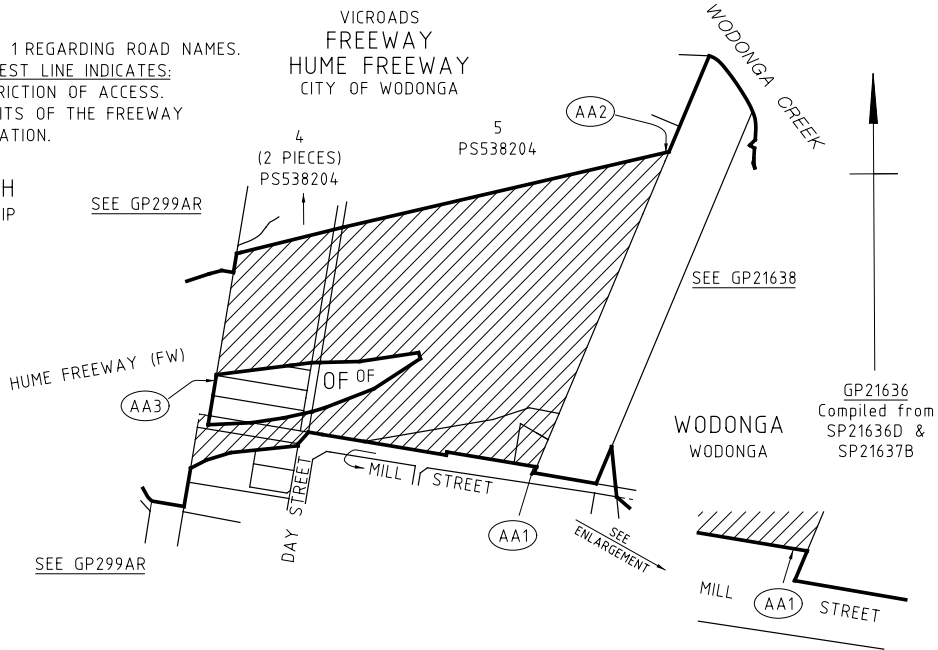 VICROADS
FREEWAY
HUME FREEWAY
CITY OF WODONGA
1 REGARDING ROAD NAMES.
EST LINE INDICATES:
RICTION OF ACCESS.
ITS OF THE FREEWAY
ATION.
WODONGA CREEK
AA2
4
(2 PIECES)
PS538204
5
PS538204
H
IP
SEE GP299AR
SEE GP21638
HUME FREEWAY (FW)
AA3
OF OF
GP21636
Compiled from
SP21636D &
SP21637B
WODONGA
WODONGA
DAY STREET
MILL STREET
AA1
SEE
ENLARGEMENT
SEE GP299AR
MILL STREET
AA1